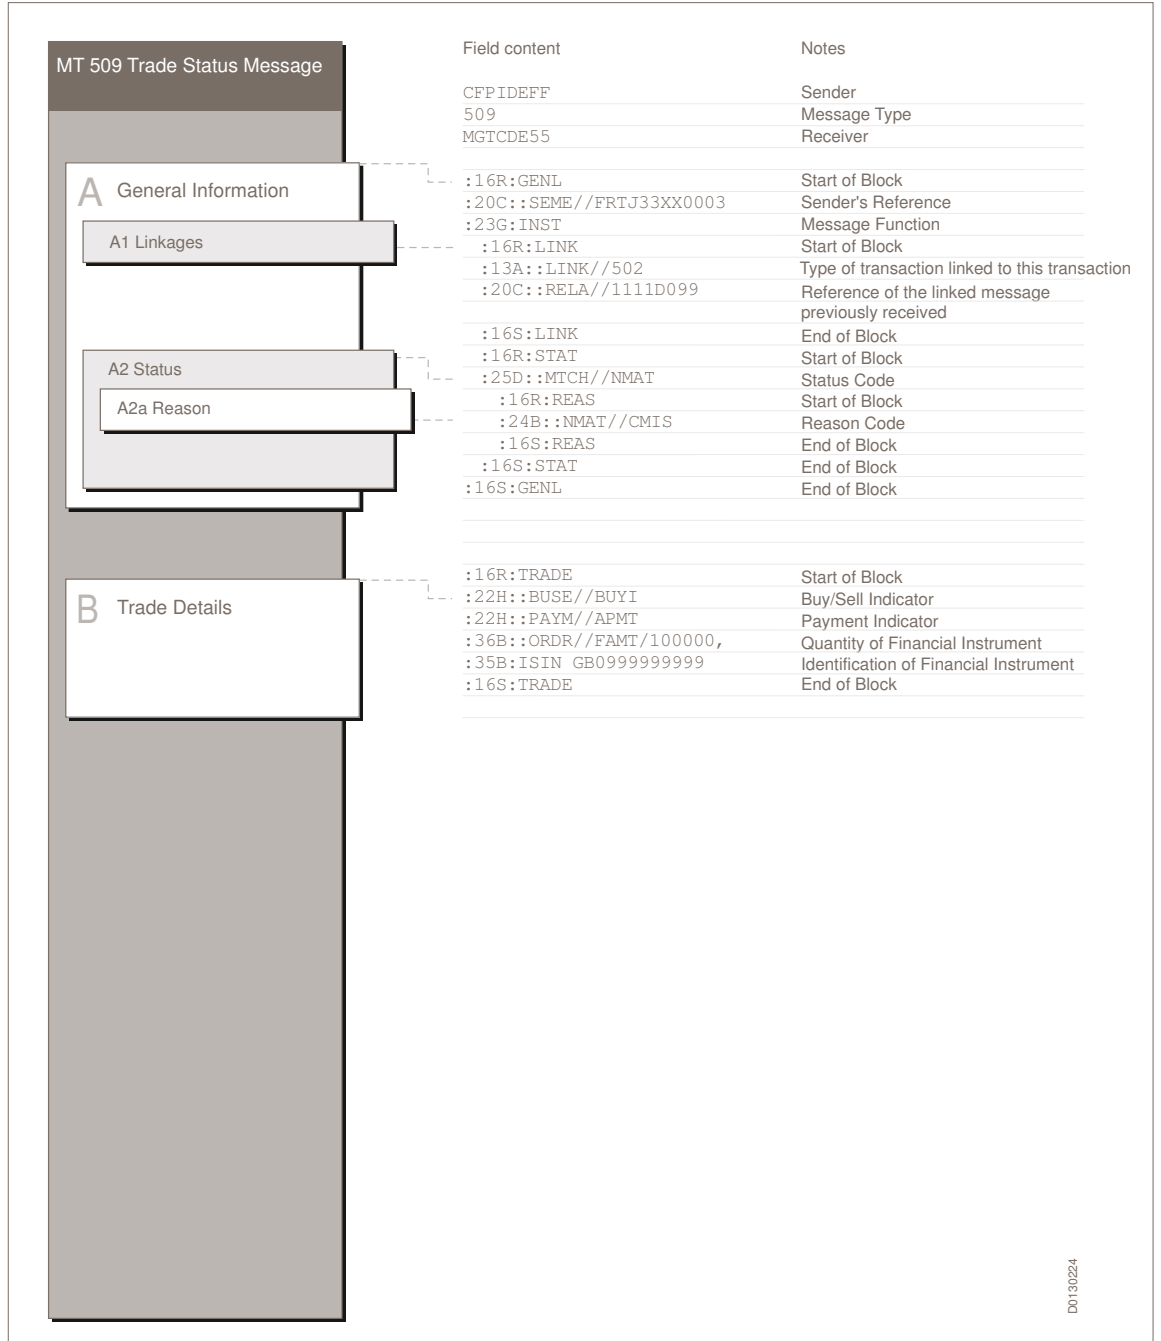 MT 509 Trade Status Message
Field content Notes
CFPIDEFF Sender
509 Message Type
MGTCDE55 Receiver
A General Information
:16R:GENL Start of Block
:20C::SEME//FRTJ33XX0003 Sender's Reference
:23G:INST Message Function
A1 Linkages
:16R:LINK Start of Block
:13A::LINK//502 Type of transaction linked to this transaction
:20C::RELA//1111D099 Reference of the linked message
previously received
:16S:LINK End of Block
:16R:STAT Start of Block
A2 Status
:25D::MTCH//NMAT Status Code
:16R:REAS Start of Block
A2a Reason
:24B::NMAT//CMIS Reason Code
:16S:REAS End of Block
:16S:STAT End of Block
:16S:GENL End of Block
:16R:TRADE Start of Block
B Trade Details
:22H::BUSE//BUYI Buy/Sell Indicator
:22H::PAYM//APMT Payment Indicator
:36B::ORDR//FAMT/100000, Quantity of Financial Instrument
:35B:ISIN GB0999999999 Identification of Financial Instrument
:16S:TRADE End of Block
D0130224